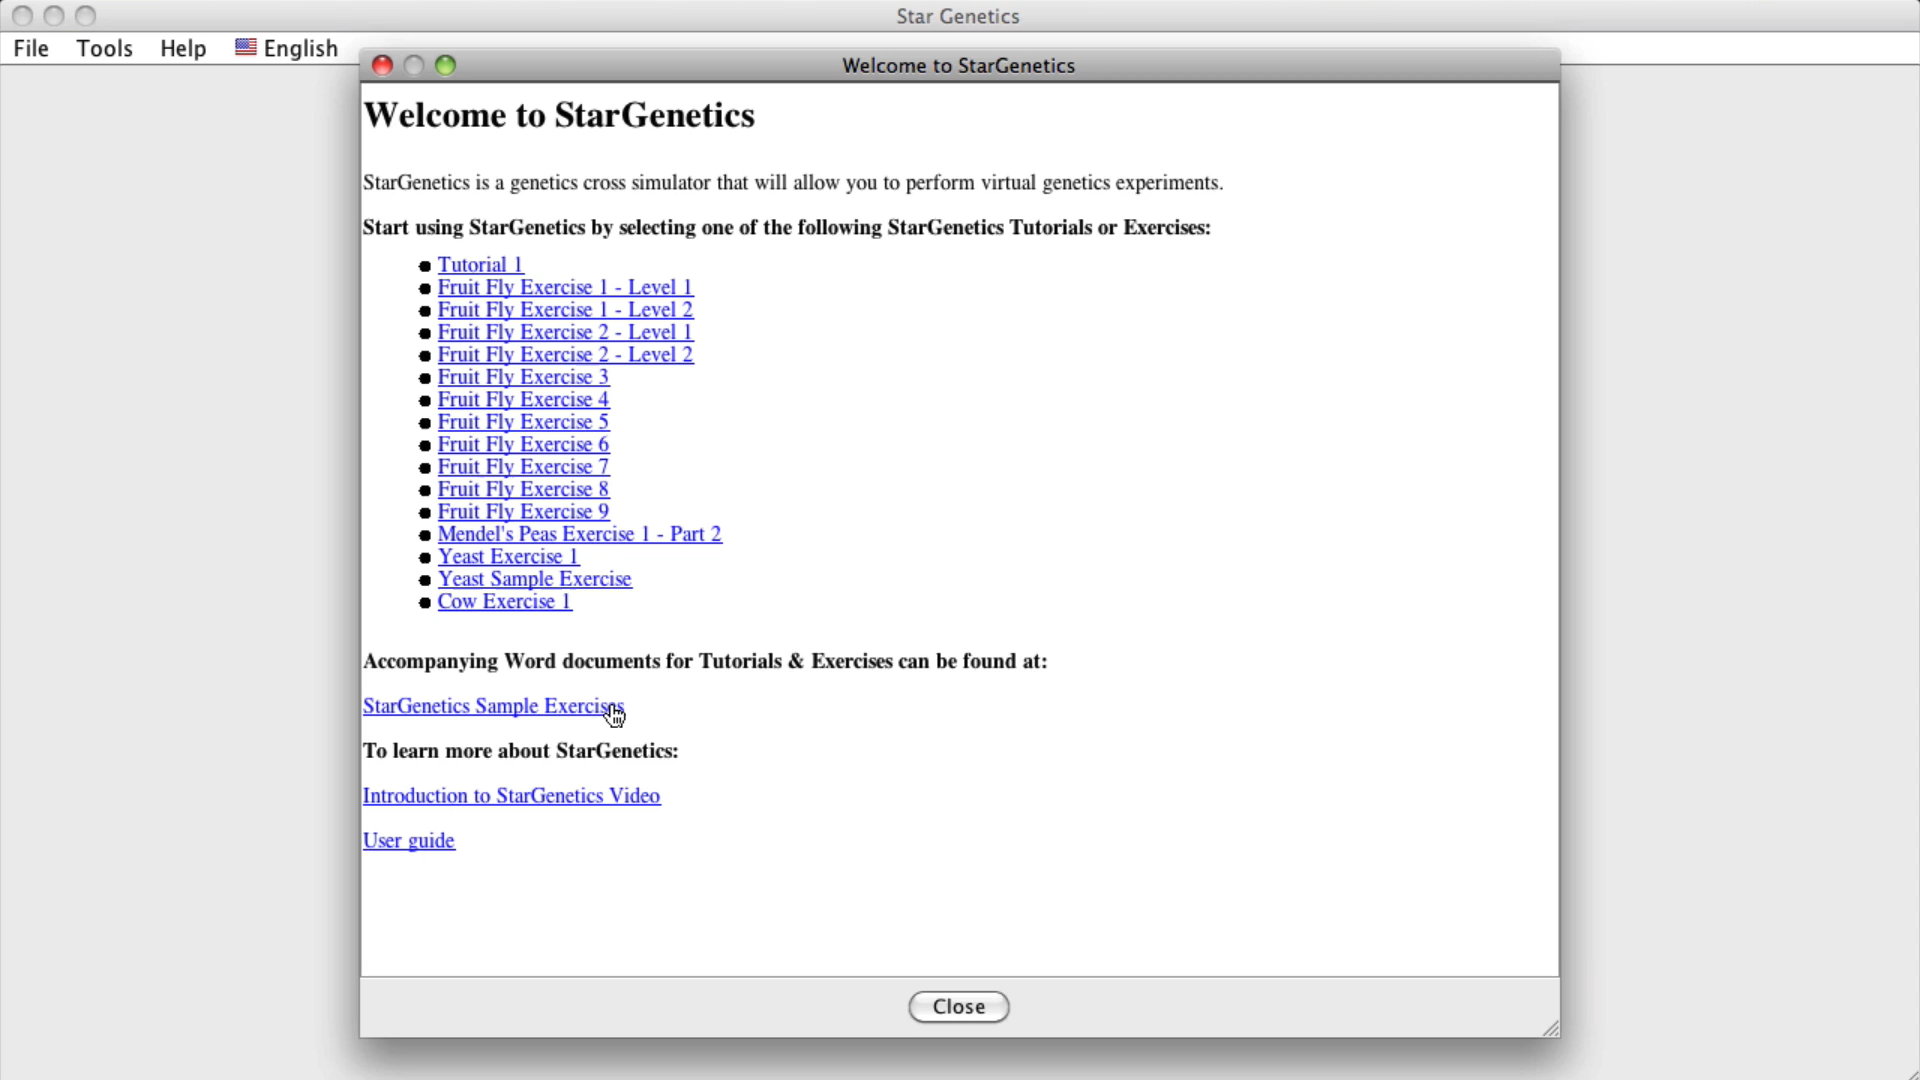 Star Genetics
File Tools Help English
Welcome to StarGenetics
Welcome to StarGenetics
StarGenetics is a genetics cross simulator that will allow you to perform virtual genetics experiments.
Start using StarGenetics by selecting one of the following StarGenetics Tutorials or Exercises:
Tutorial 1
Fruit Fly Exercise 1 - Level 1
Fruit Fly Exercise 1 - Level 2
Fruit Fly Exercise 2 - Level 1
Fruit Fly Exercise 2 - Level 2
Fruit Fly Exercise 3
Fruit Fly Exercise 4
Fruit Fly Exercise 5
Fruit Fly Exercise 6
Fruit Fly Exercise 7
Fruit Fly Exercise 8
Fruit Fly Exercise 9
Mendel's Peas Exercise 1 - Part 2
Yeast Exercise 1
Yeast Sample Exercise
Cow Exercise 1
Accompanying Word documents for Tutorials & Exercises can be found at:
StarGenetics Sample Exercises
To learn more about StarGenetics:
Introduction to StarGenetics Video
User guide
Close